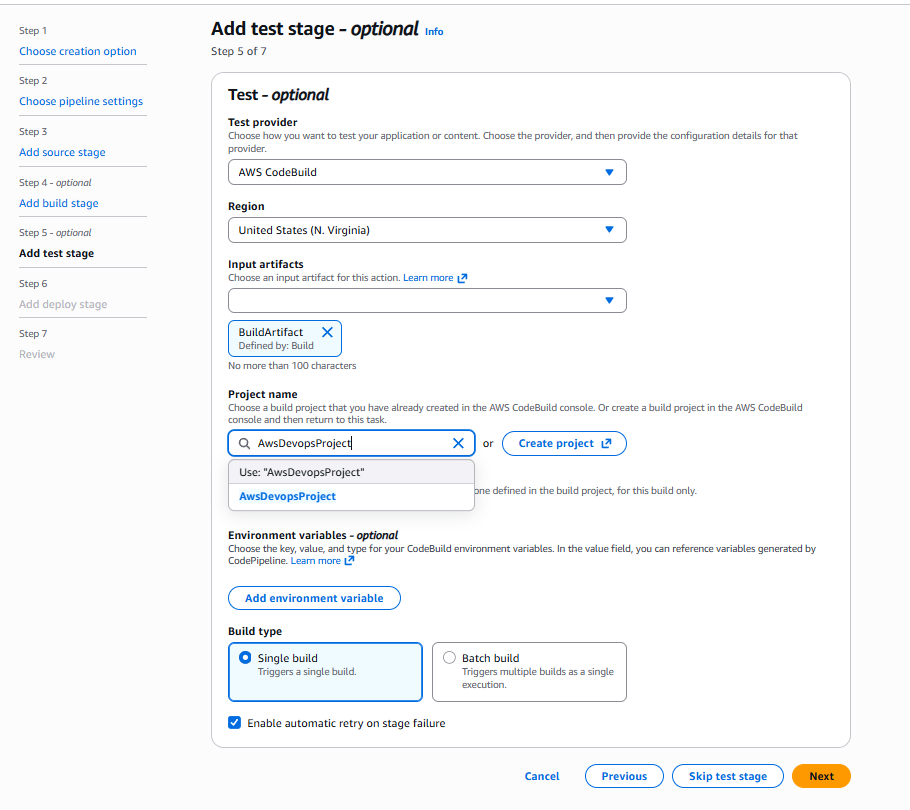 Step 1
Choose creation option
Step 2
Choose pipeline settings
Step 3
Add source stage
Step 4 - optional
Add build stage
Step 5 - optional
Add test stage
Step 6
Add deploy stage
Step 7
Review
Add test stage - optional Info
Step 5 of 7
Test - optional
Test provider
Choose how you want to test your application or content. Choose the provider, and then provide the configuration details for that
provider.
AWS CodeBuild
Region
United States (N. Virginia)
Input artifacts
Choose an input artifact for this action. Learn more
BuildArtifact
Defined by: Build
No more than 100 characters
Project name
Choose a build project that you have already created in the AWS CodeBuild console. Or create a build project in the AWS CodeBuild
console and then return to this task.
AwsDevopsProject or Create project
Use: "AwsDevopsProject"
AwsDevopsProject
one defined in the build project, for this build only.
Environment variables - optional
Choose the key, value, and type for your CodeBuild environment variables. In the value field, you can reference variables generated by
CodePipeline. Learn more
Add environment variable
Build type
Single build
Triggers a single build.
Batch build
Triggers multiple builds as a single
execution.
Enable automatic retry on stage failure
Cancel Previous Skip test stage Next